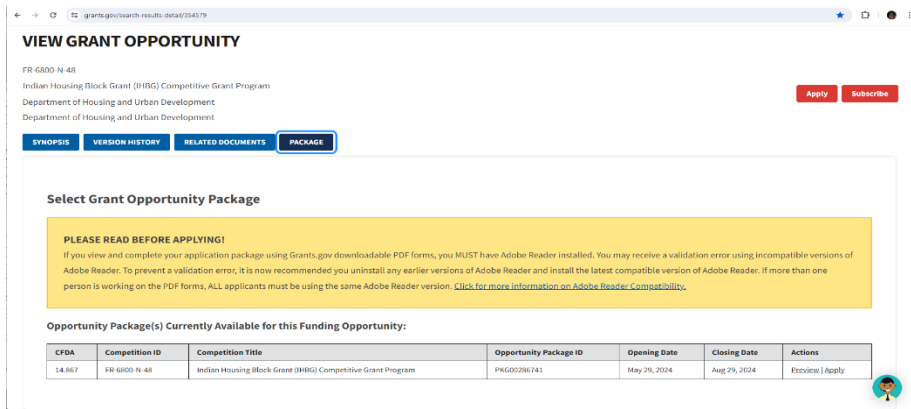 grants.gov/search-results-detail/354579
VIEW GRANT OPPORTUNITY
FR-6800-N-48
Indian Housing Block Grant (IHBG) Competitive Grant Program
Department of Housing and Urban Development
Department of Housing and Urban Development
Apply Subscribe
SYNOPSIS VERSION HISTORY RELATED DOCUMENTS PACKAGE
Select Grant Opportunity Package
PLEASE READ BEFORE APPLYING!
If you view and complete your application package using Grants.gov downloadable PDF forms, you MUST have Adobe Reader installed. You may receive a validation error using incompatible versions of
Adobe Reader. To prevent a validation error, it is now recommended you uninstall any earlier versions of Adobe Reader and install the latest compatible version of Adobe Reader. If more than one
person is working on the PDF forms, ALL applicants must be using the same Adobe Reader version. Click for more information on Adobe Reader Compatibility.
Opportunity Package(s) Currently Available for this Funding Opportunity:
CFDA Competition ID Competition Title Opportunity Package ID Opening Date Closing Date Actions
14.867 FR-6800-N-48 Indian Housing Block Grant (IHBG) Competitive Grant Program PKG00286741 May 29, 2024 Aug 29, 2024 Preview | Apply